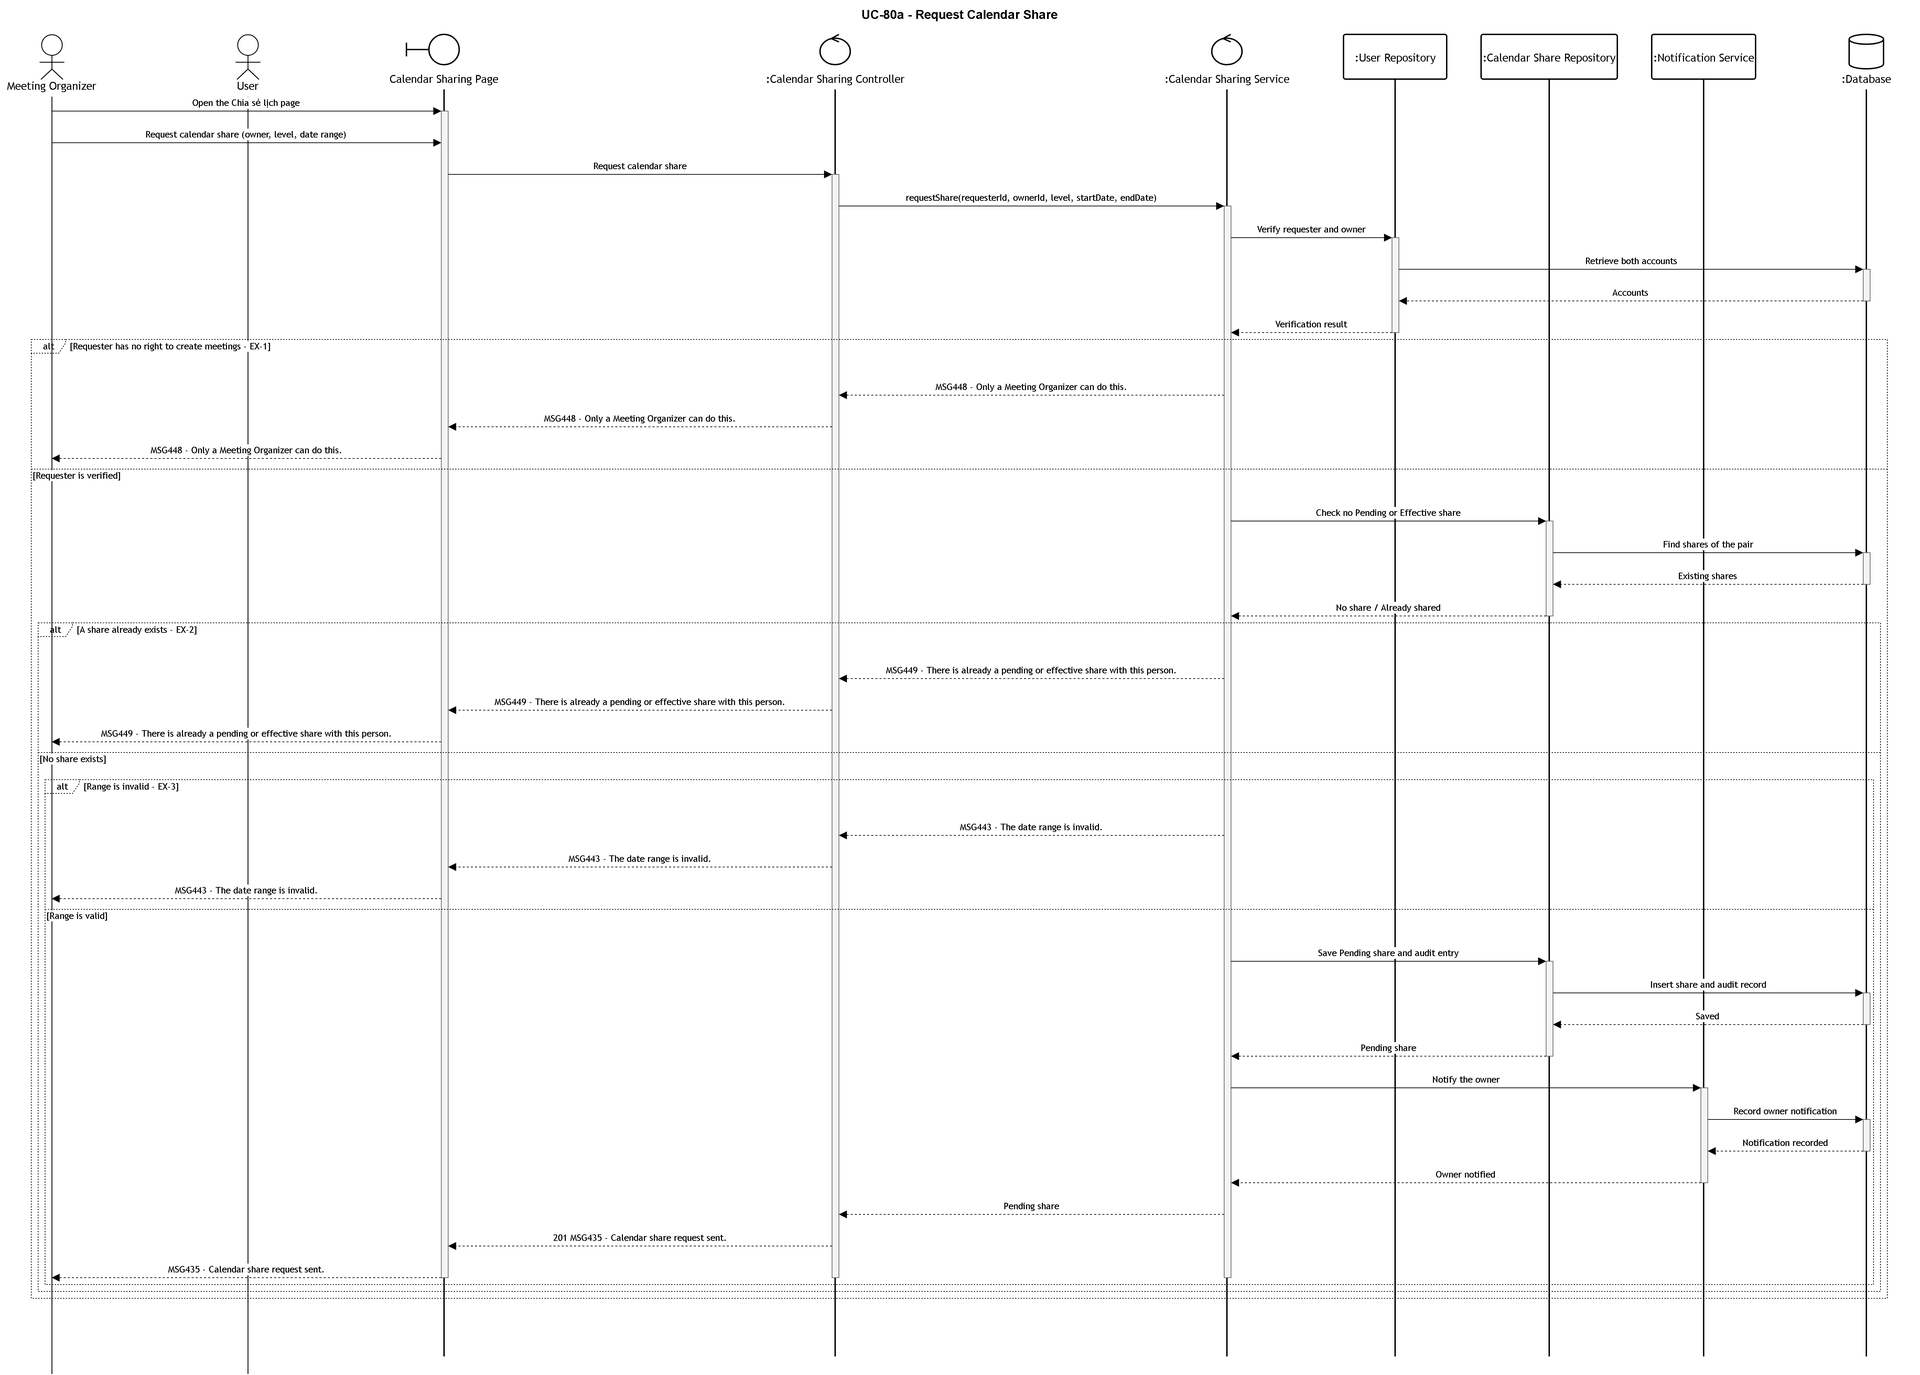 UC-80a - Request Calendar Share
Meeting Organizer
User
Calendar Sharing Page
:Calendar Sharing Controller
:Calendar Sharing Service
:User Repository
:Calendar Share Repository
:Notification Service
:Database
Open the Chia sẻ lịch page
Request calendar share (owner, level, date range)
Request calendar share
requestShare(requesterId, ownerId, level, startDate, endDate)
Verify requester and owner
Retrieve both accounts
Accounts
Verification result
alt [Requester has no right to create meetings - EX-1]
MSG448 - Only a Meeting Organizer can do this.
MSG448 - Only a Meeting Organizer can do this.
MSG448 - Only a Meeting Organizer can do this.
[Requester is verified]
Check no Pending or Effective share
Find shares of the pair
Existing shares
No share / Already shared
alt [A share already exists - EX-2]
MSG449 - There is already a pending or effective share with this person.
MSG449 - There is already a pending or effective share with this person.
MSG449 - There is already a pending or effective share with this person.
[No share exists]
alt [Range is invalid - EX-3]
MSG443 - The date range is invalid.
MSG443 - The date range is invalid.
MSG443 - The date range is invalid.
[Range is valid]
Save Pending share and audit entry
Insert share and audit record
Saved
Pending share
Notify the owner
Record owner notification
Notification recorded
Owner notified
Pending share
201 MSG435 - Calendar share request sent.
MSG435 - Calendar share request sent.